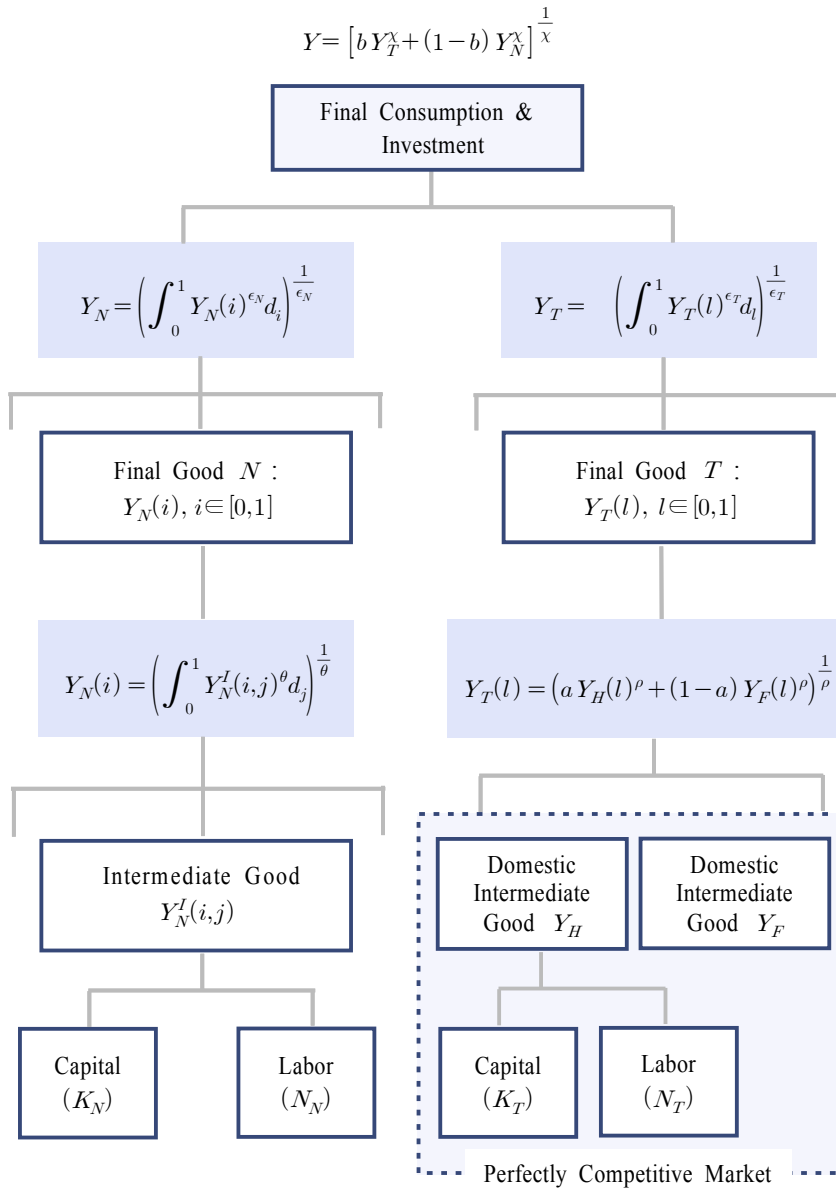 Y = [b Y_T^χ + (1−b) Y_N^χ]^{1/χ}
Final Consumption &
Investment
Y_N = (∫_0^1 Y_N(i)^{ϵ_N} d_i)^{1/ϵ_N}
Y_T = (∫_0^1 Y_T(l)^{ϵ_T} d_l)^{1/ϵ_T}
Final Good N :
Y_N(i), i∈[0,1]
Final Good T :
Y_T(l), l∈[0,1]
Y_N(i) = (∫_0^1 Y_N^I(i,j)^θ d_j)^{1/θ}
Y_T(l) = (a Y_H(l)^ρ + (1−a) Y_F(l)^ρ)^{1/ρ}
Intermediate Good
Y_N^I(i,j)
Domestic
Intermediate
Good Y_H
Domestic
Intermediate
Good Y_F
Capital
(K_N)
Labor
(N_N)
Capital
(K_T)
Labor
(N_T)
Perfectly Competitive Market